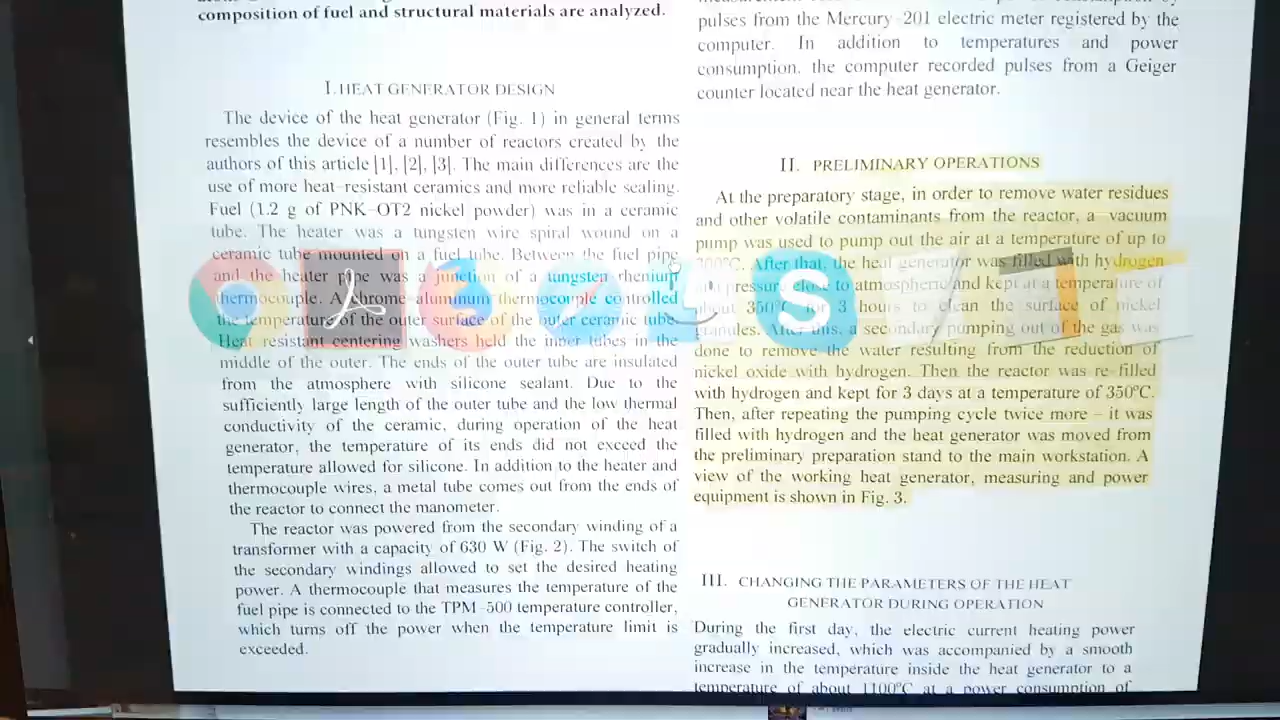 composition of fuel and structural materials are analyzed.
I. HEAT GENERATOR DESIGN
The device of the heat generator (Fig. 1) in general terms
resembles the device of a number of reactors created by the
authors of this article [1], [2], [3]. The main differences are the
use of more heat-resistant ceramics and more reliable sealing.
Fuel (1.2 g of PNK-OT2 nickel powder) was in a ceramic
tube. The heater was a tungsten wire spiral wound on a
ceramic tube mounted on a fuel tube. Between the fuel pipe
and the heater pipe was a junction of a tungsten rhenium
thermocouple. A chrome-aluminum thermocouple controlled
the temperature of the outer surface of the outer ceramic tube.
Heat resistant centering washers held the inner tubes in the
middle of the outer. The ends of the outer tube are insulated
from the atmosphere with silicone sealant. Due to the
sufficiently large length of the outer tube and the low thermal
conductivity of the ceramic, during operation of the heat
generator, the temperature of its ends did not exceed the
temperature allowed for silicone. In addition to the heater and
thermocouple wires, a metal tube comes out from the ends of
the reactor to connect the manometer.
The reactor was powered from the secondary winding of a
transformer with a capacity of 630 W (Fig. 2). The switch of
the secondary windings allowed to set the desired heating
power. A thermocouple that measures the temperature of the
fuel pipe is connected to the TPM-500 temperature controller,
which turns off the power when the temperature limit is
exceeded.
pulses from the Mercury-201 electric meter registered by the
computer. In addition to temperatures and power
consumption, the computer recorded pulses from a Geiger
counter located near the heat generator.
II. PRELIMINARY OPERATIONS
At the preparatory stage, in order to remove water residues
and other volatile contaminants from the reactor, a vacuum
pump was used to pump out the air at a temperature of up to
After that, the heat generator was filled with hydrogen
pressure close to atmospheric and kept at a temperature of
about 350ºC for 3 hours to clean the surface of nickel
granules. After this, a secondary pumping out of the gas was
done to remove the water resulting from the reduction of
nickel oxide with hydrogen. Then the reactor was re-filled
with hydrogen and kept for 3 days at a temperature of 350ºC.
Then, after repeating the pumping cycle twice more – it was
filled with hydrogen and the heat generator was moved from
the preliminary preparation stand to the main workstation. A
view of the working heat generator, measuring and power
equipment is shown in Fig. 3.
III. CHANGING THE PARAMETERS OF THE HEAT
GENERATOR DURING OPERATION
During the first day, the electric current heating power
gradually increased, which was accompanied by a smooth
increase in the temperature inside the heat generator to a
temperature of about 1100ºC at a power consumption of